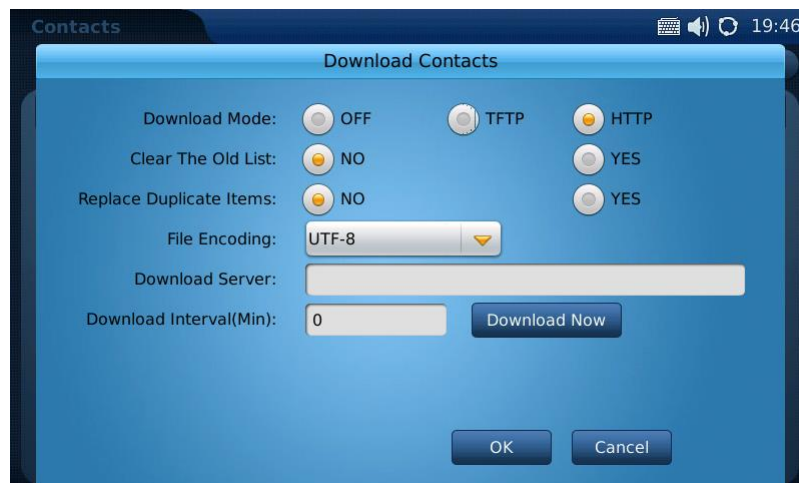 Contacts 19:46
Download Contacts
Download Mode: OFF TFTP HTTP
Clear The Old List: NO YES
Replace Duplicate Items: NO YES
File Encoding: UTF-8
Download Server:
Download Interval(Min): 0 Download Now
OK Cancel